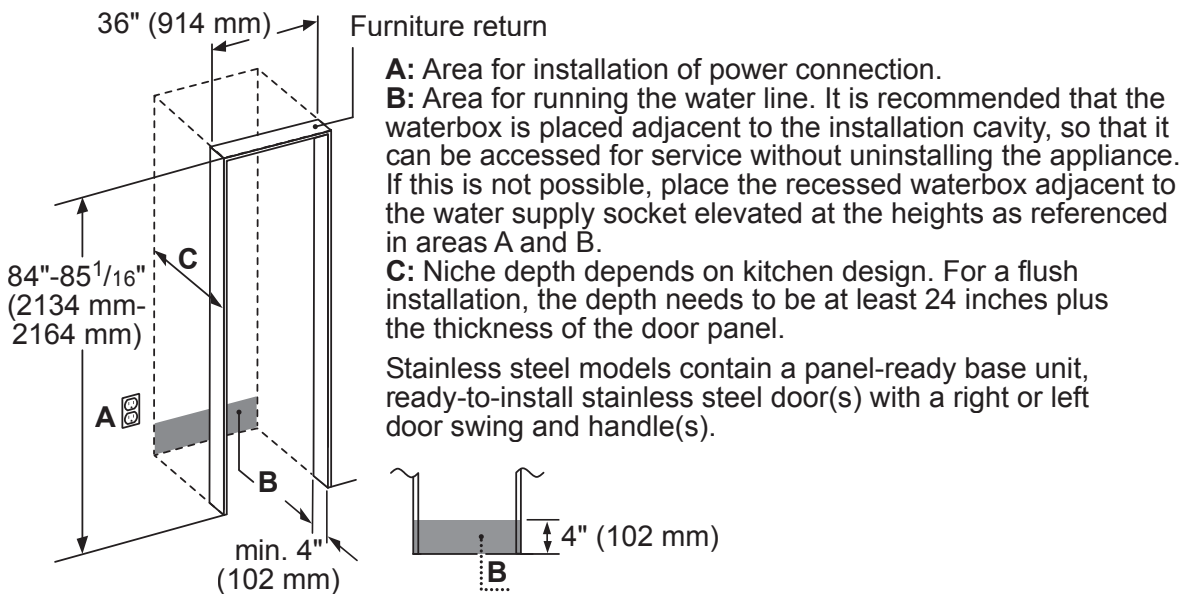 36" (914 mm)
Furniture return
A: Area for installation of power connection.
B: Area for running the water line. It is recommended that the
waterbox is placed adjacent to the installation cavity, so that it
can be accessed for service without uninstalling the appliance.
If this is not possible, place the recessed waterbox adjacent to
the water supply socket elevated at the heights as referenced
in areas A and B.
C: Niche depth depends on kitchen design. For a flush
installation, the depth needs to be at least 24 inches plus
the thickness of the door panel.
Stainless steel models contain a panel-ready base unit,
ready-to-install stainless steel door(s) with a right or left
door swing and handle(s).
C
84"-85 1/16"
(2134 mm-
2164 mm)
A
B
min. 4"
(102 mm)
4" (102 mm)
B